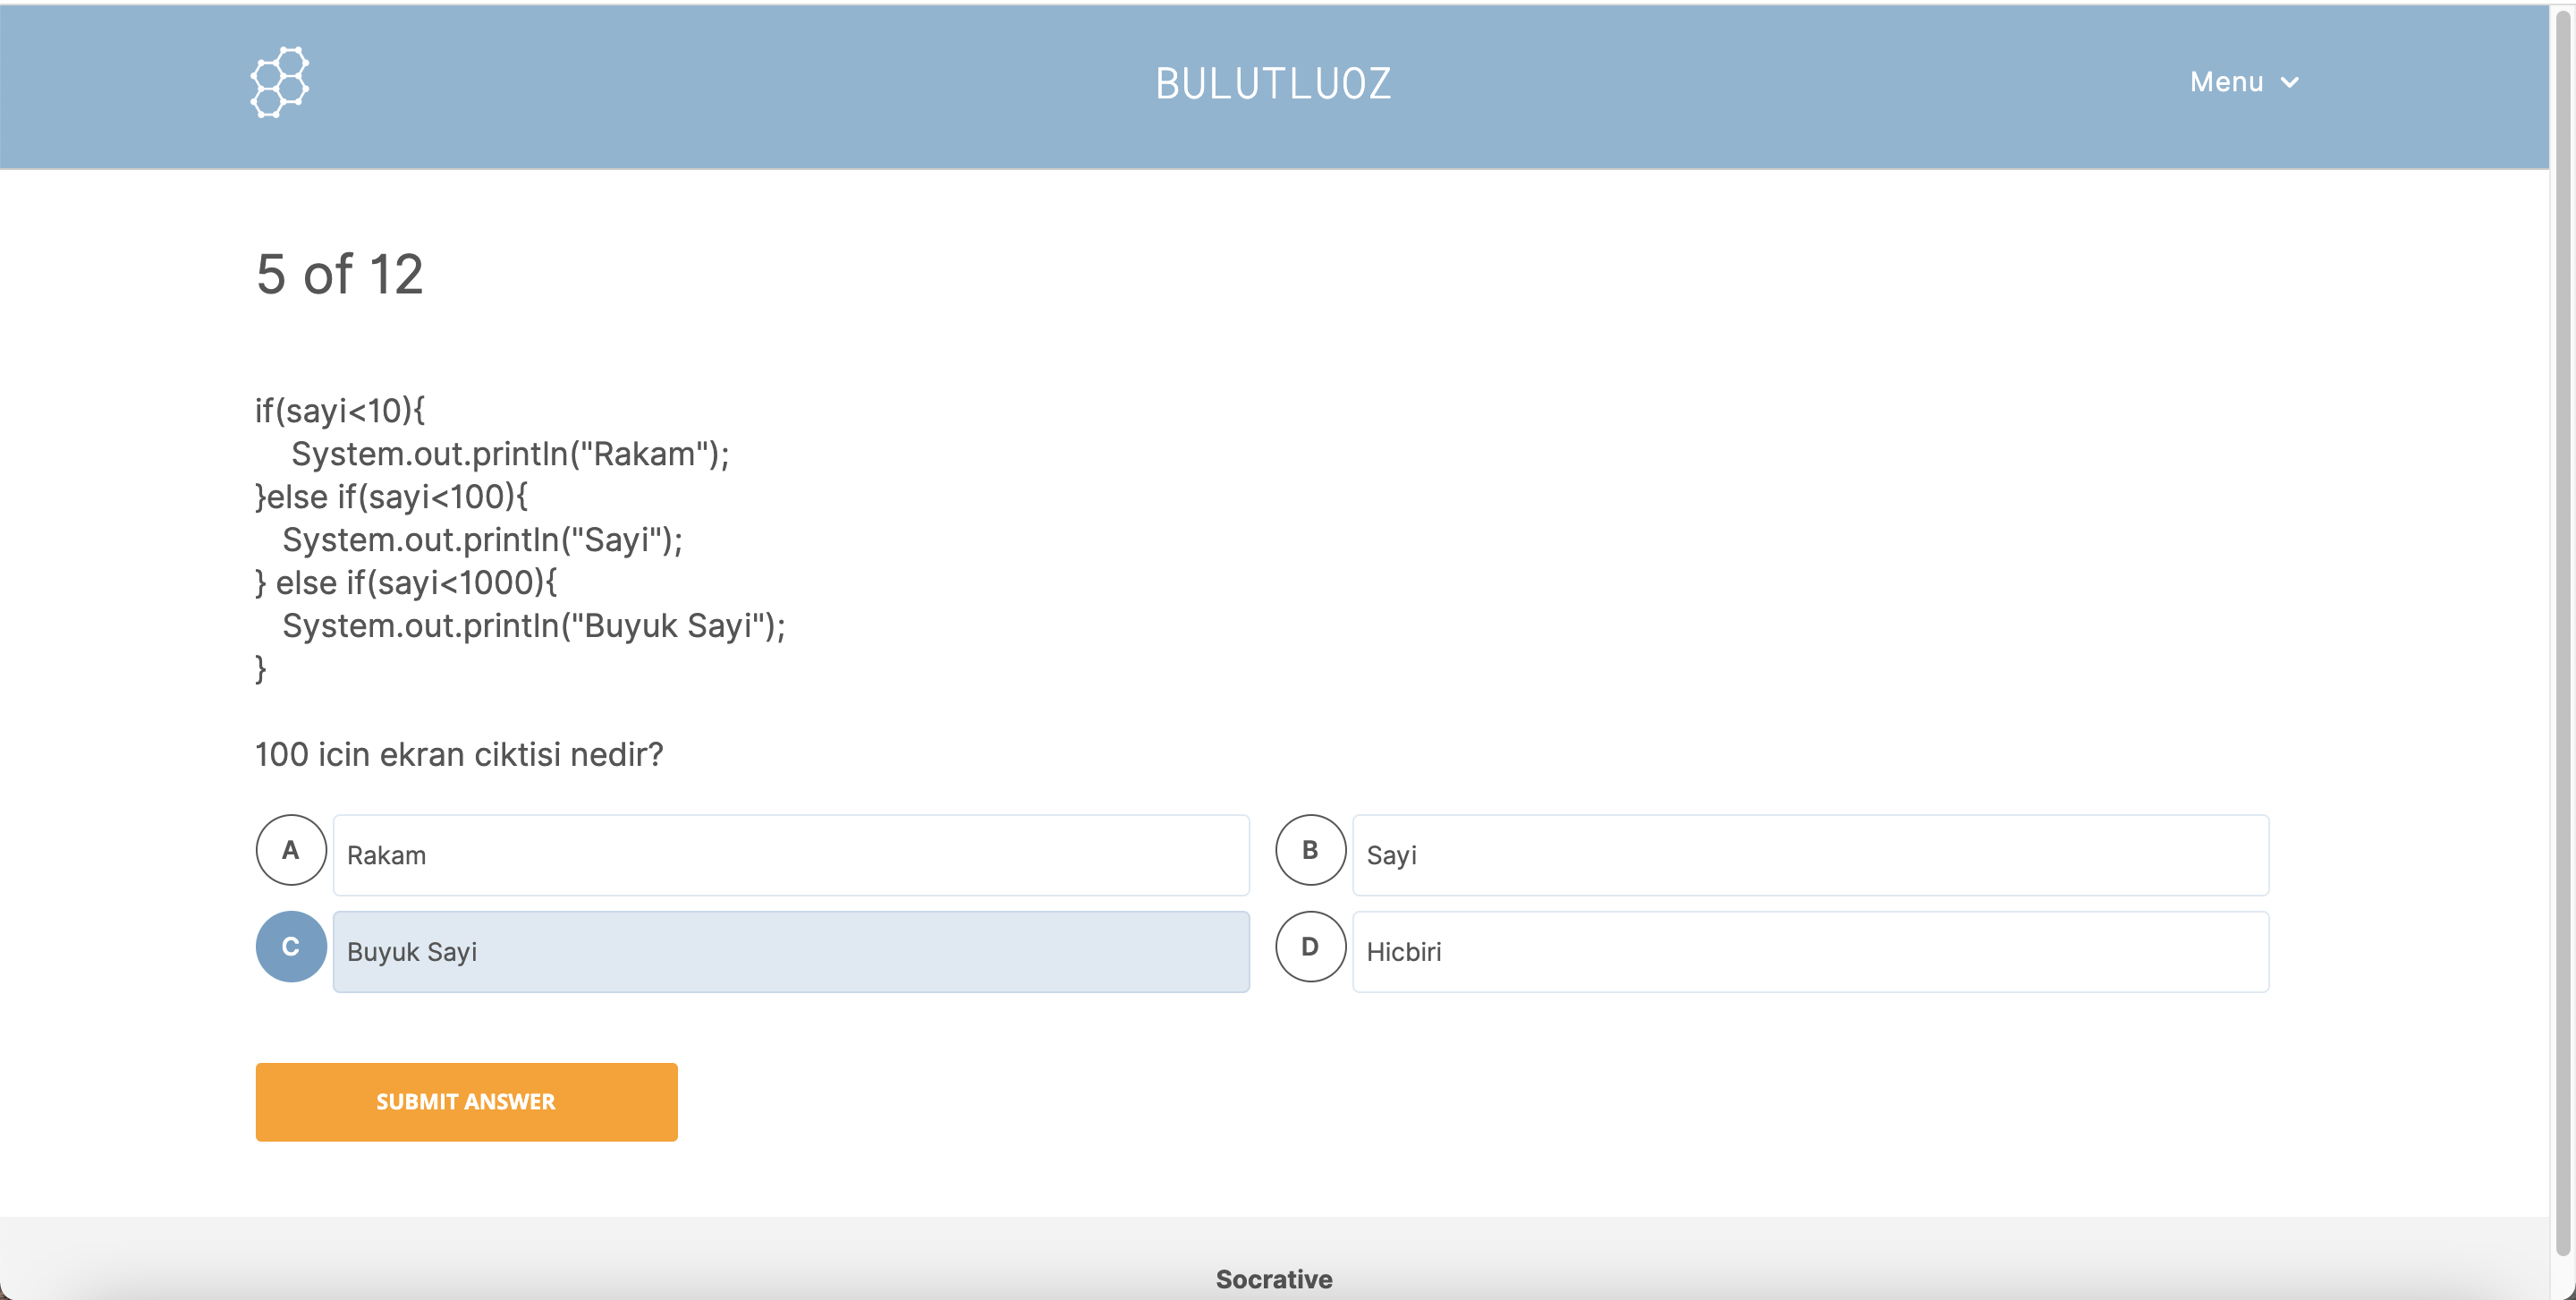 BULUTLUOZ
Menu
5 of 12
if(sayi<10){
System.out.println("Rakam");
}else if(sayi<100){
System.out.println("Sayi");
} else if(sayi<1000){
System.out.println("Buyuk Sayi");
}
100 icin ekran ciktisi nedir?
A Rakam
B Sayi
C Buyuk Sayi
D Hicbiri
SUBMIT ANSWER
Socrative